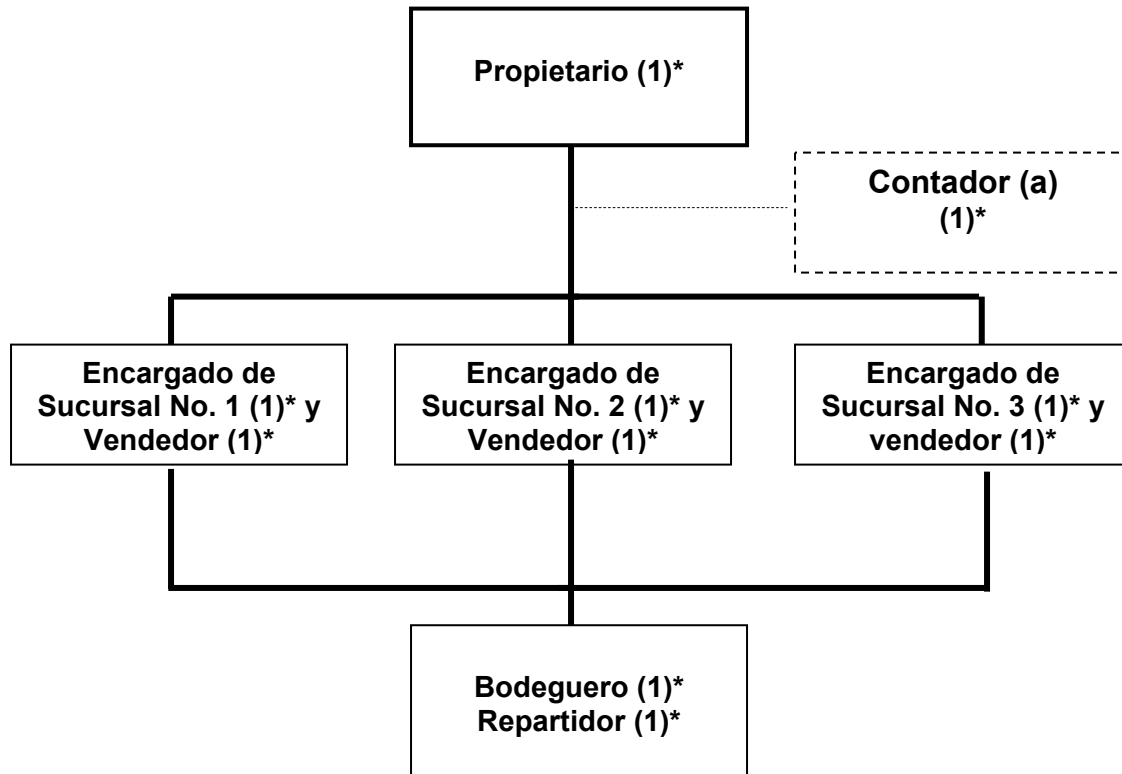 Propietario (1)*
Contador (a)
(1)*
Encargado de
Sucursal No. 1 (1)* y
Vendedor (1)*
Encargado de
Sucursal No. 2 (1)* y
Vendedor (1)*
Encargado de
Sucursal No. 3 (1)* y
vendedor (1)*
Bodeguero (1)*
Repartidor (1)*